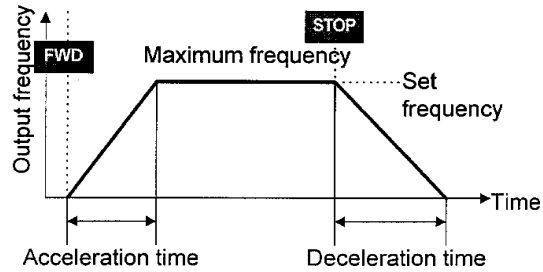 STOP
FWD
Maximum frequency
Output frequency
Set
frequency
Time
Acceleration time
Deceleration time